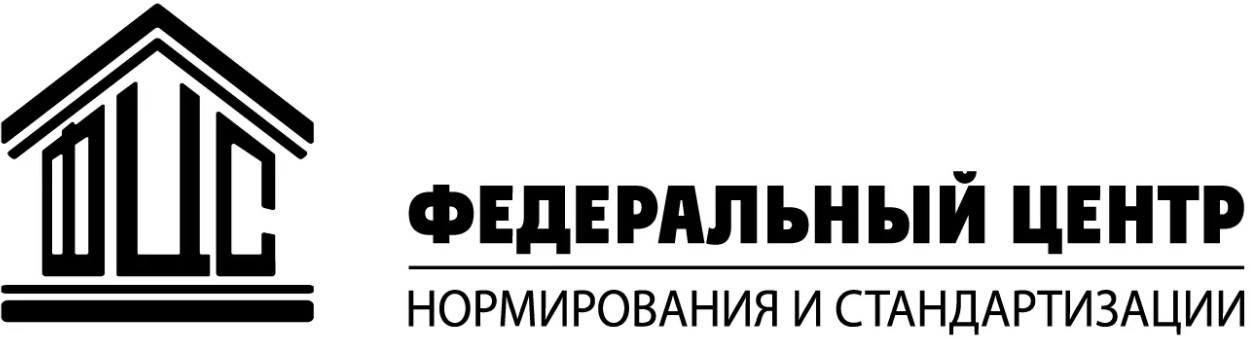 ФЦС
ФЕДЕРАЛЬНЫЙ ЦЕНТР
НОРМИРОВАНИЯ И СТАНДАРТИЗАЦИИ